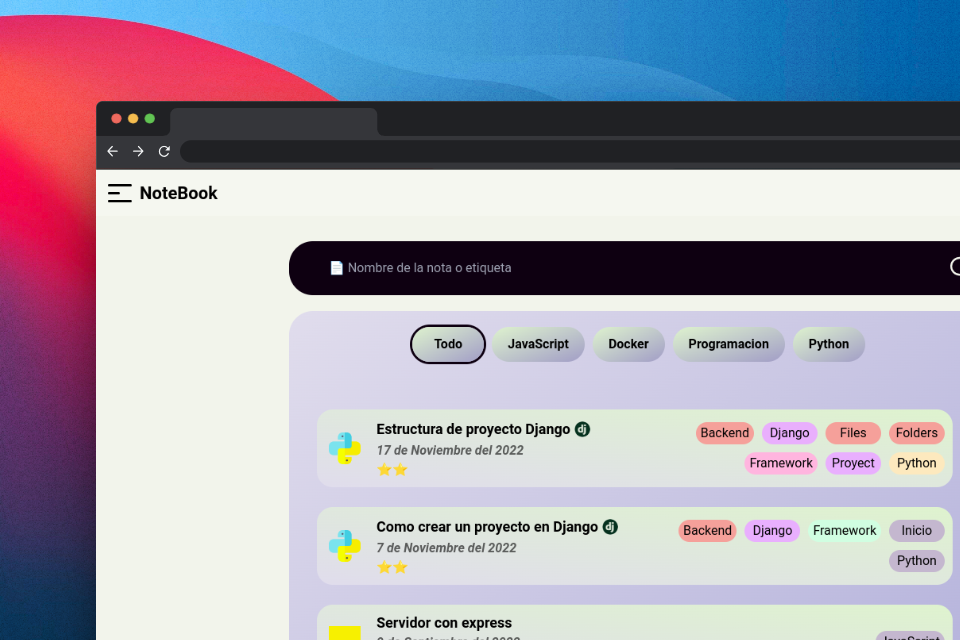 NoteBook
Nombre de la nota o etiqueta
Todo JavaScript Docker Programacion Python
Estructura de proyecto Django dj
17 de Noviembre del 2022
Backend Django Files Folders
Framework Proyect Python
Como crear un proyecto en Django dj
7 de Noviembre del 2022
Backend Django Framework Inicio
Python
Servidor con express